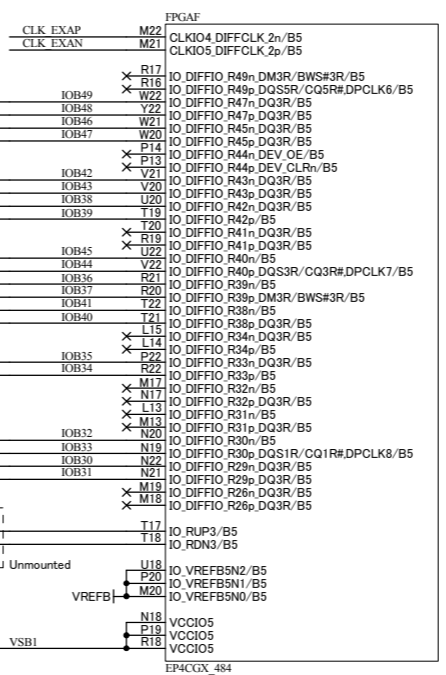 FPGAF
CLK_EXAP M22 CLKIO4_DIFFCLK_2n/B5
CLK_EXAN M21 CLKIO5_DIFFCLK_2p/B5
R17 IO_DIFFIO_R49n_DM3R/BWS#3R/B5
R16 IO_DIFFIO_R49p_DQS5R/CQ5R#,DPCLK6/B5
IOB49 W22 IO_DIFFIO_R47n_DQ3R/B5
IOB48 Y22 IO_DIFFIO_R47p_DQ3R/B5
IOB46 W21 IO_DIFFIO_R45n_DQ3R/B5
IOB47 W20 IO_DIFFIO_R45p_DQ3R/B5
P14 IO_DIFFIO_R44n_DEV_OE/B5
P13 IO_DIFFIO_R44p_DEV_CLRn/B5
IOB42 V21 IO_DIFFIO_R43n_DQ3R/B5
IOB43 V20 IO_DIFFIO_R43p_DQ3R/B5
IOB38 U20 IO_DIFFIO_R42n_DQ3R/B5
IOB39 T19 IO_DIFFIO_R42p/B5
T20 IO_DIFFIO_R41n_DQ3R/B5
R19 IO_DIFFIO_R41p_DQ3R/B5
IOB45 U22 IO_DIFFIO_R40n/B5
IOB44 V22 IO_DIFFIO_R40p_DQS3R/CQ3R#,DPCLK7/B5
IOB36 R21 IO_DIFFIO_R39n/B5
IOB37 R20 IO_DIFFIO_R39p_DM3R/BWS#3R/B5
IOB41 T22 IO_DIFFIO_R38n/B5
IOB40 T21 IO_DIFFIO_R38p_DQ3R/B5
L15 IO_DIFFIO_R34n_DQ3R/B5
L14 IO_DIFFIO_R34p/B5
IOB35 P22 IO_DIFFIO_R33n_DQ3R/B5
IOB34 R22 IO_DIFFIO_R33p/B5
M17 IO_DIFFIO_R32n/B5
N17 IO_DIFFIO_R32p_DQ3R/B5
L13 IO_DIFFIO_R31n/B5
M13 IO_DIFFIO_R31p_DQ3R/B5
IOB32 N20 IO_DIFFIO_R30n/B5
IOB33 N19 IO_DIFFIO_R30p_DQS1R/CQ1R#,DPCLK8/B5
IOB30 N22 IO_DIFFIO_R29n_DQ3R/B5
IOB31 N21 IO_DIFFIO_R29p_DQ3R/B5
M19 IO_DIFFIO_R26n_DQ3R/B5
M18 IO_DIFFIO_R26p_DQ3R/B5
T17 IO_RUP3/B5
T18 IO_RDN3/B5
Unmounted
U18 IO_VREFB5N2/B5
P20 IO_VREFB5N1/B5
VREFB M20 IO_VREFB5N0/B5
N18 VCCIO5
P19 VCCIO5
VSB1 R18 VCCIO5
EP4CGX_484